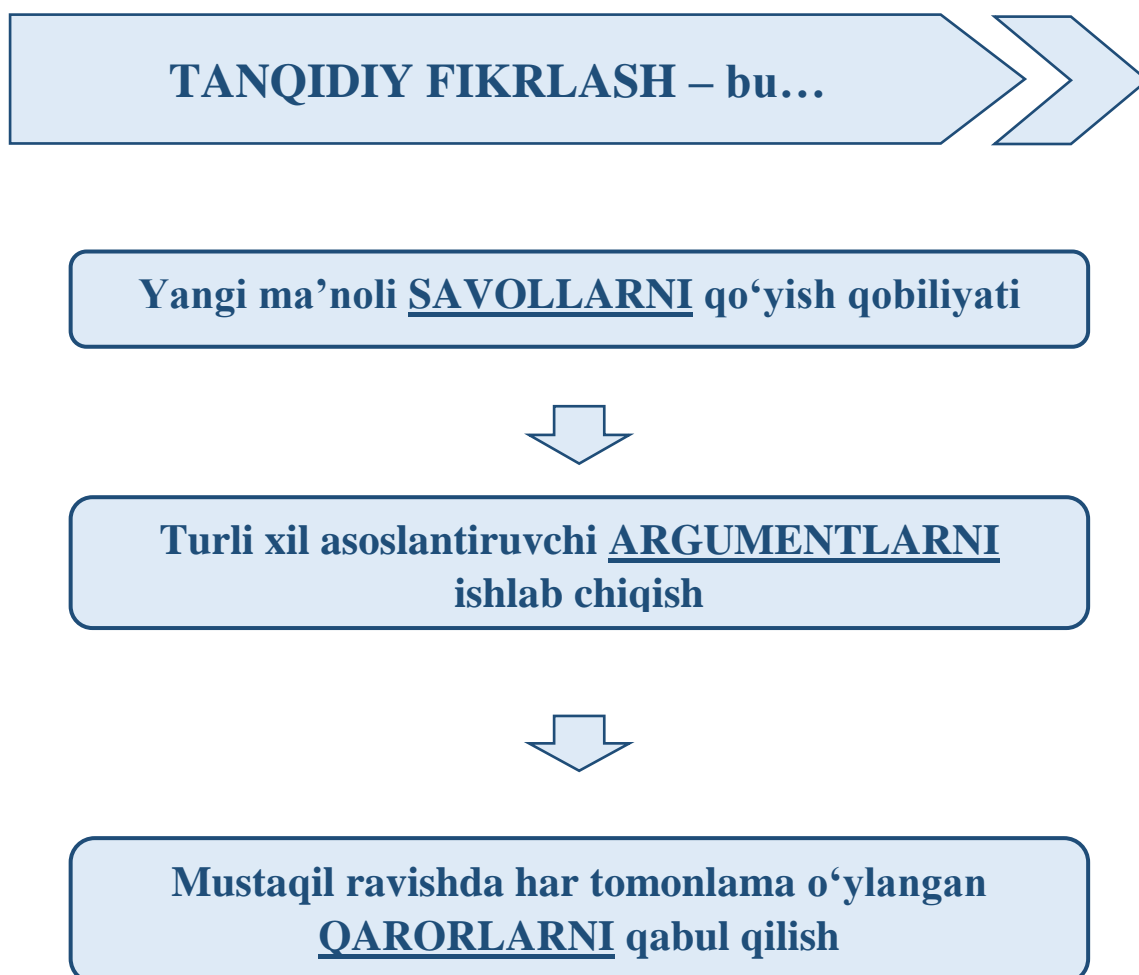 TANQIDIY FIKRLASH – bu…
Yangi ma’noli SAVOLLARNI qo‘yish qobiliyati
Turli xil asoslantiruvchi ARGUMENTLARNI
ishlab chiqish
Mustaqil ravishda har tomonlama o‘ylangan
QARORLARNI qabul qilish